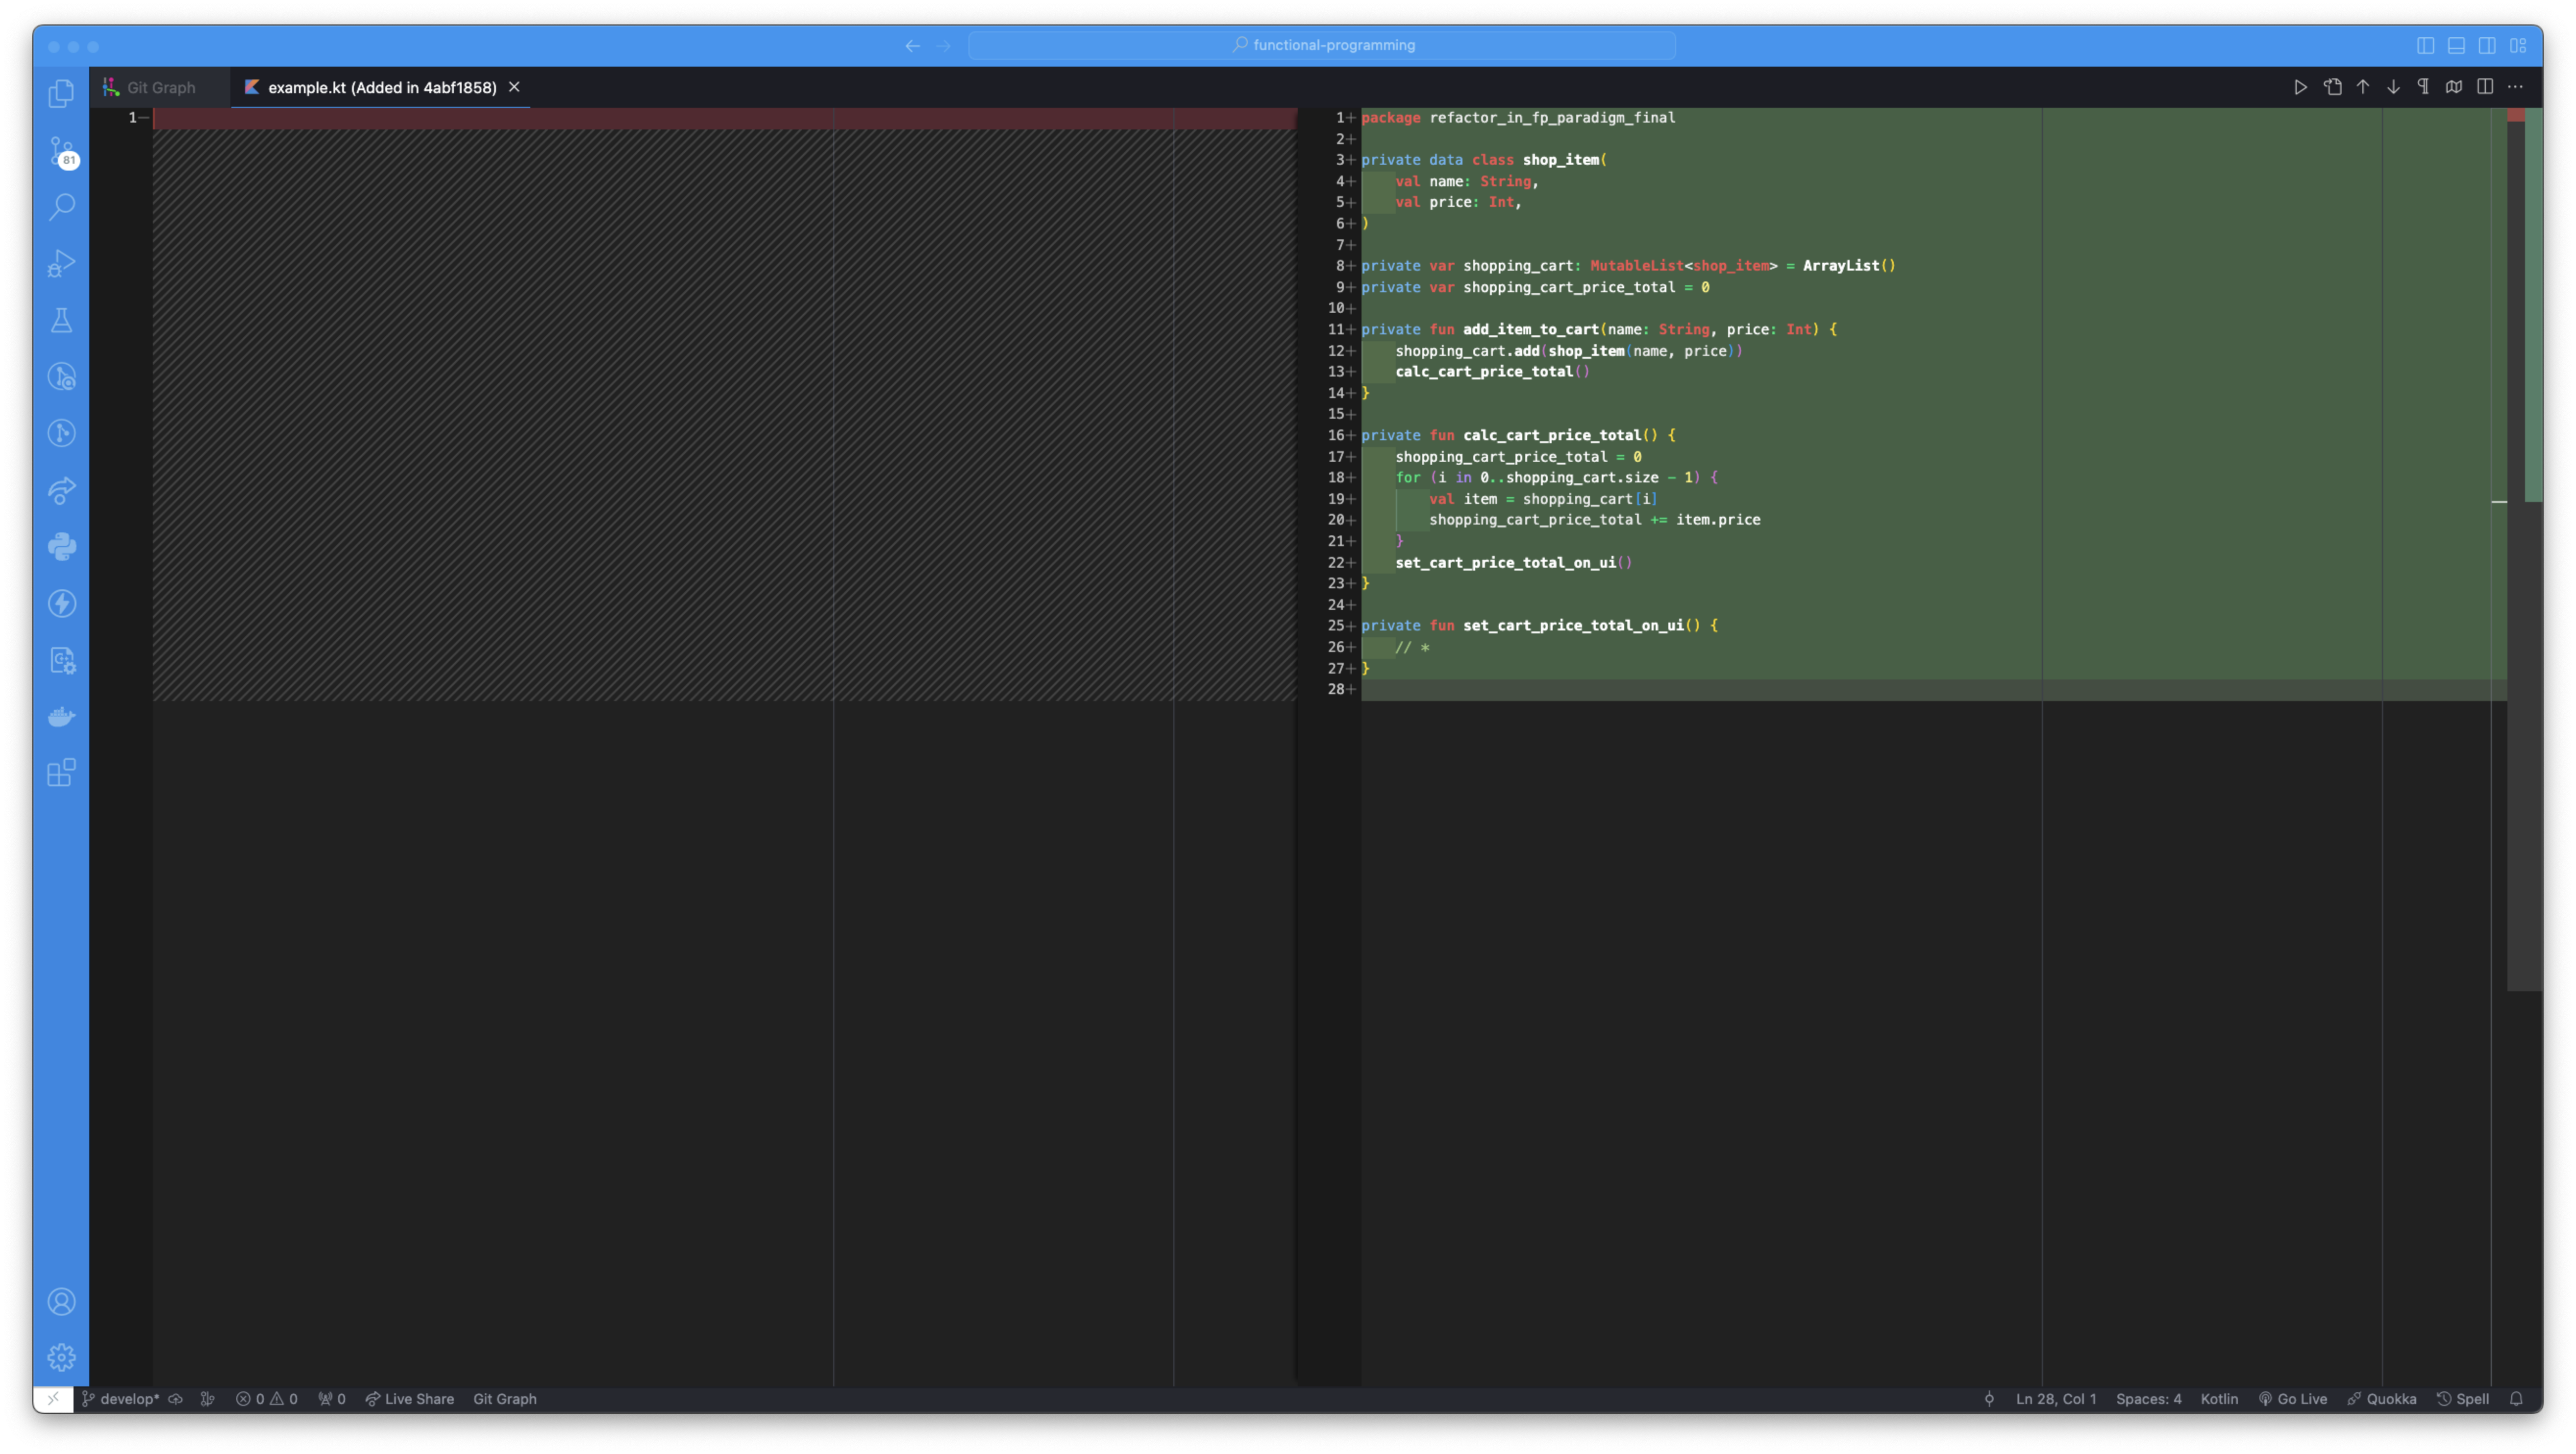 functional-programming
Git Graph
example.kt (Added in 4abf1858)
81
1
1+ package refactor_in_fp_paradigm_final
2+
3+ private data class shop_item(
4+     val name: String,
5+     val price: Int,
6+ )
7+
8+ private var shopping_cart: MutableList<shop_item> = ArrayList()
9+ private var shopping_cart_price_total = 0
10+
11+ private fun add_item_to_cart(name: String, price: Int) {
12+     shopping_cart.add(shop_item(name, price))
13+     calc_cart_price_total()
14+ }
15+
16+ private fun calc_cart_price_total() {
17+     shopping_cart_price_total = 0
18+     for (i in 0..shopping_cart.size - 1) {
19+         val item = shopping_cart[i]
20+         shopping_cart_price_total += item.price
21+     }
22+     set_cart_price_total_on_ui()
23+ }
24+
25+ private fun set_cart_price_total_on_ui() {
26+     // *
27+ }
28+
develop* 0 0 0 Live Share Git Graph Ln 28, Col 1 Spaces: 4 Kotlin Go Live Quokka Spell